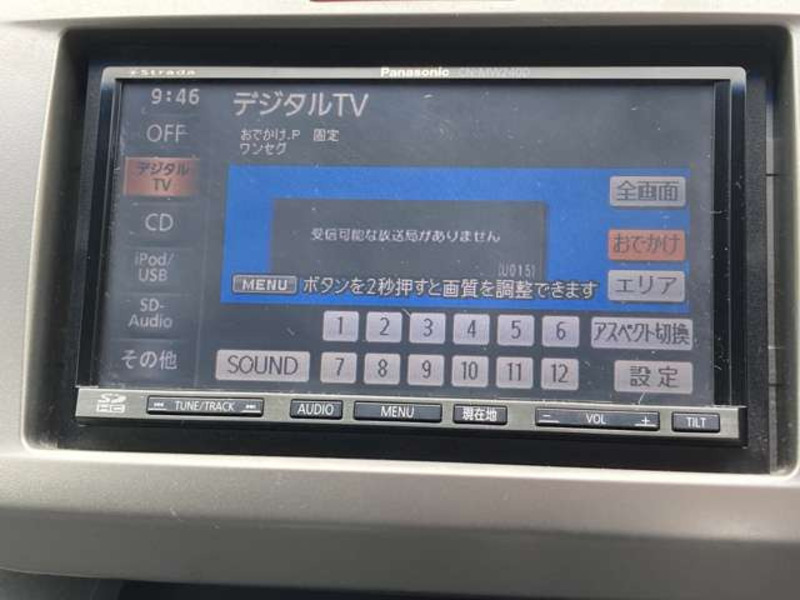 Strada
Panasonic CN-MW240D
9:46
デジタルTV
OFF
おでかけ.P 固定
ワンセグ
デジタル
TV
全画面
CD
受信可能な放送局がありません
おでかけ
iPod/
USB
(U015)
MENU ボタンを2秒押すと画質を調整できます
エリア
SD-
Audio
1 2 3 4 5 6 アスペクト切換
その他
SOUND 7 8 9 10 11 12 設定
SD
HC
TUNE/TRACK
AUDIO
MENU
現在地
− VOL +
TILT